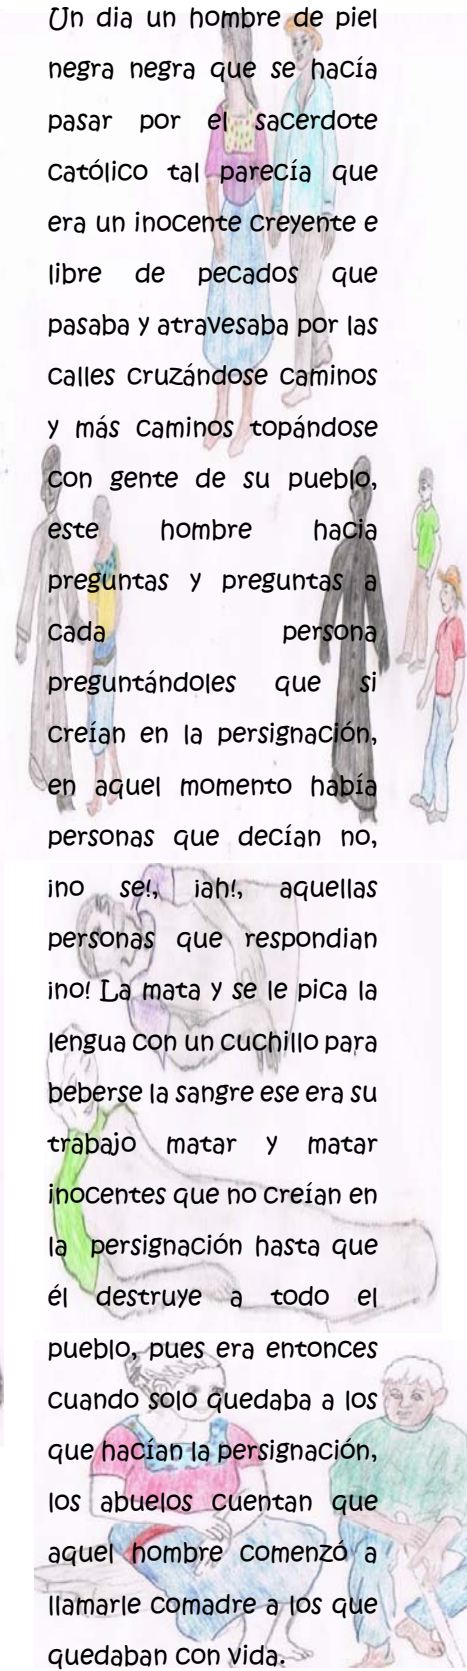 Un dia un hombre de piel
negra negra que se hacía
pasar por el sacerdote
católico tal parecía que
era un inocente creyente e
libre de pecados que
pasaba y atravesaba por las
calles cruzándose caminos
y más caminos topándose
con gente de su pueblo,
este hombre hacia
preguntas y preguntas a
cada persona
preguntándoles que si
creían en la persignación,
en aquel momento había
personas que decían no,
¡no se!, ¡ah!, aquellas
personas que respondian
¡no! La mata y se le pica la
lengua con un cuchillo para
beberse la sangre ese era su
trabajo matar y matar
inocentes que no creían en
la persignación hasta que
él destruye a todo el
pueblo, pues era entonces
cuando solo quedaba a los
que hacían la persignación,
los abuelos cuentan que
aquel hombre comenzó a
llamarle comadre a los que
quedaban con vida.